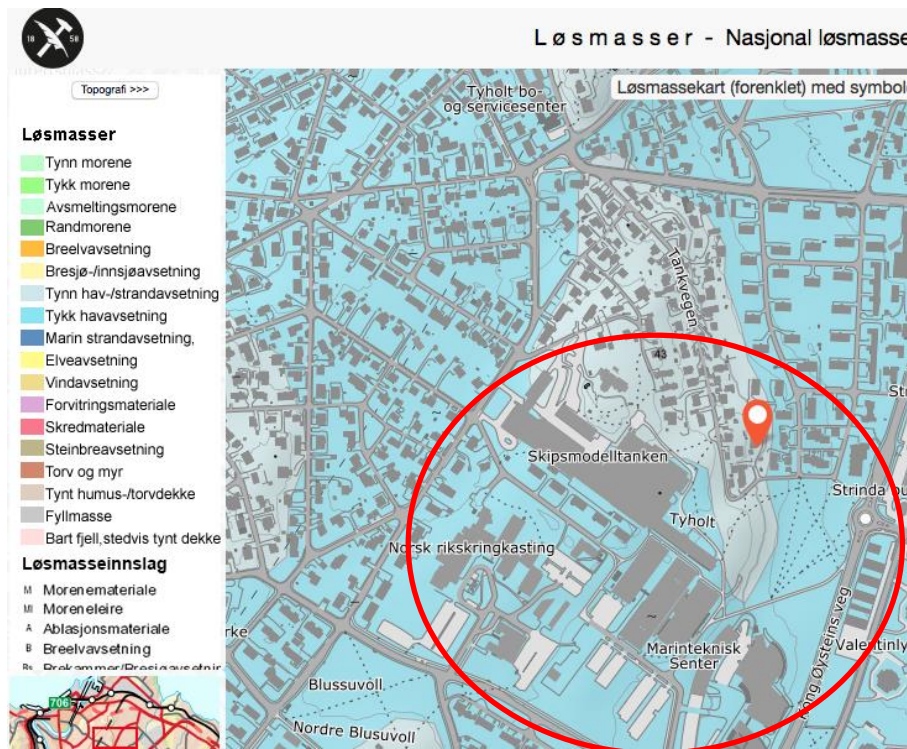 18 58
Løsmasser - Nasjonal løsmasse
Topografi >>>
Løsmassekart (forenklet) med symbol
Løsmasser
Tynn morene
Tykk morene
Avsmeltingsmorene
Randmorene
Breelvavsetning
Bresjø-/innsjøavsetning
Tynn hav-/strandavsetning
Tykk havavsetning
Marin strandavsetning,
Elveavsetning
Vindavsetning
Forvitringsmateriale
Skredmateriale
Steinbreavsetning
Torv og myr
Tynt humus-/torvdekke
Fyllmasse
Bart fjell,stedvis tynt dekke
Løsmasseinnslag
M Morenemateriale
Ml Moreneleire
A Ablasjonsmateriale
B Breelvavsetning
706
Tyholt bo-
og servicesenter
Tankvegen
43
Skipsmodelltanken
Strinda
Tyholt
Norsk rikskringkasting
Marinteknisk
Senter
Kong Øysteins veg
Valentinly
Blussuvoll
Nordre Blusuvoll